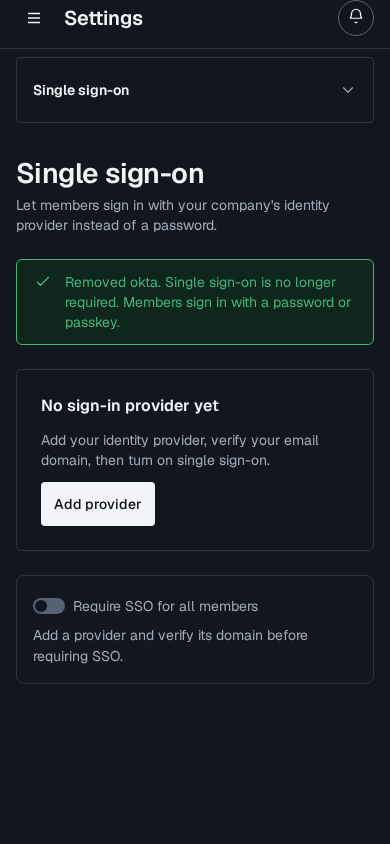 Settings
Single sign-on
Single sign-on
Let members sign in with your company's identity
provider instead of a password.
Removed okta. Single sign-on is no longer
required. Members sign in with a password or
passkey.
No sign-in provider yet
Add your identity provider, verify your email
domain, then turn on single sign-on.
Add provider
Require SSO for all members
Add a provider and verify its domain before
requiring SSO.